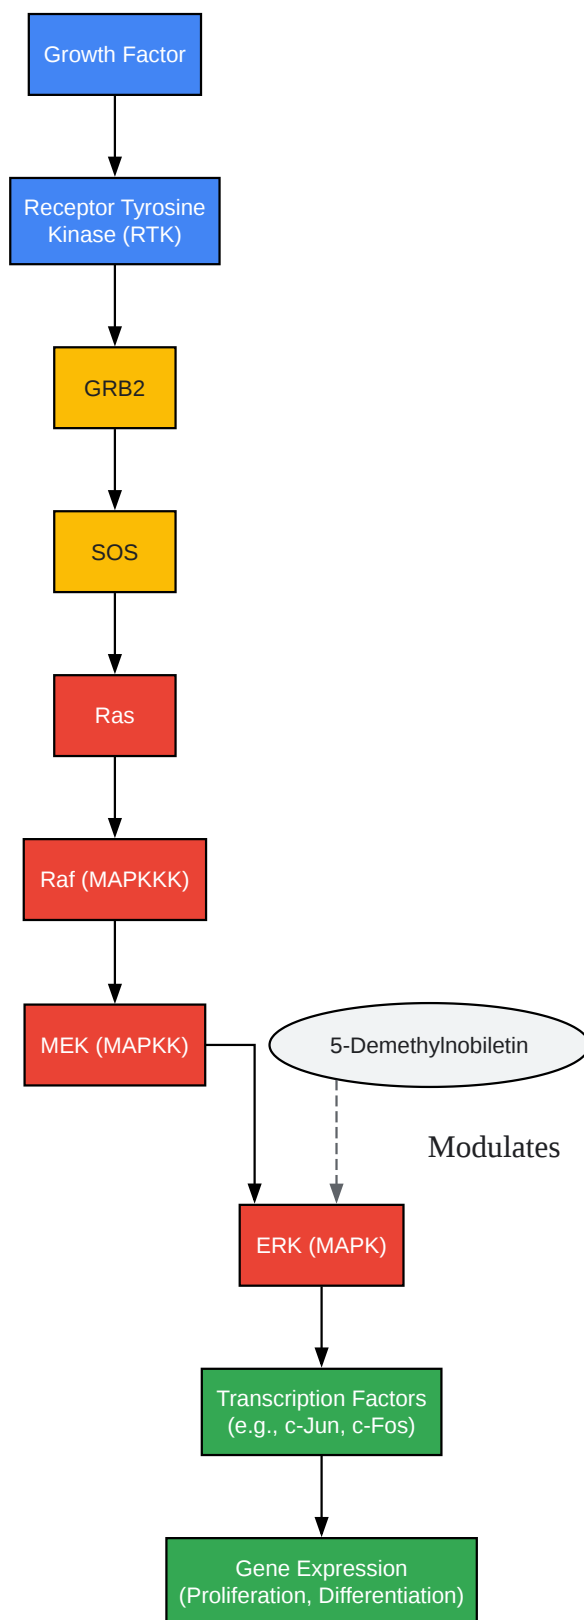 Growth Factor
Receptor Tyrosine
Kinase (RTK)
GRB2
SOS
Ras
Raf (MAPKKK)
MEK (MAPKK)
5-Demethylnobiletin
Modulates
ERK (MAPK)
Transcription Factors
(e.g., c-Jun, c-Fos)
Gene Expression
(Proliferation, Differentiation)